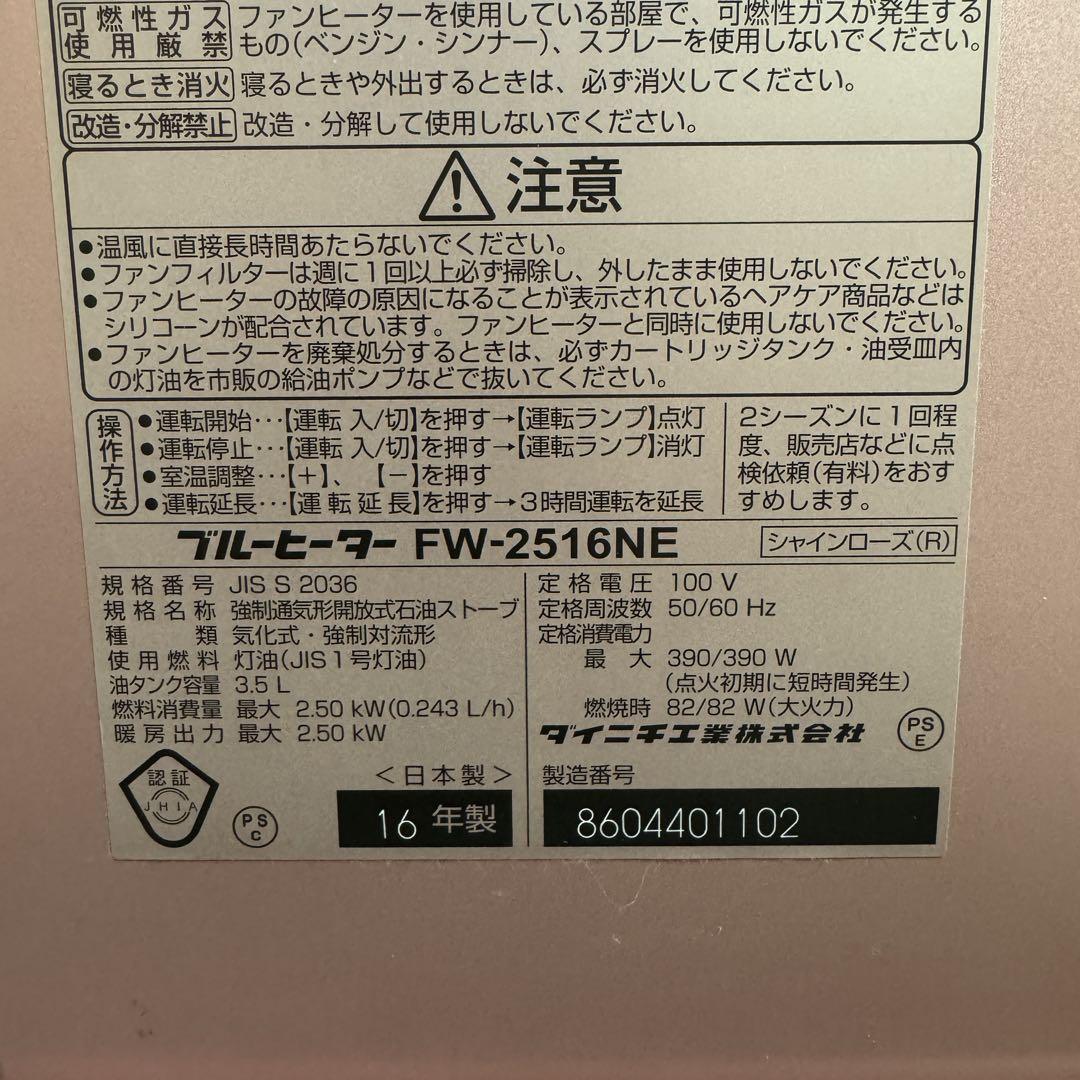 可燃性ガス使用厳禁 ファンヒーターを使用している部屋で、可燃性ガスが発生する
もの(ベンジン・シンナー)、スプレーを使用しないでください。
寝るとき消火 寝るときや外出するときは、必ず消火してください。
改造・分解禁止 改造・分解して使用しないでください。
注意
●温風に直接長時間あたらないでください。
●ファンフィルターは週に1回以上必ず掃除し、外したまま使用しないでください。
●ファンヒーターの故障の原因になることが表示されているヘアケア商品などは
シリコーンが配合されています。ファンヒーターと同時に使用しないでください。
●ファンヒーターを廃棄処分するときは、必ずカートリッジタンク・油受皿内
の灯油を市販の給油ポンプなどで抜いてください。
操作方法
●運転開始…【運転 入/切】を押す→【運転ランプ】点灯
●運転停止…【運転 入/切】を押す→【運転ランプ】消灯
●室温調整…【+】、【−】を押す
●運転延長…【運転延長】を押す→3時間運転を延長
2シーズンに1回程
度、販売店などに点
検依頼(有料)をおす
すめします。
ブルーヒーター FW-2516NE シャインローズ(R)
規格番号 JIS S 2036
規格名称 強制通気形開放式石油ストーブ
種類 気化式・強制対流形
使用燃料 灯油(JIS1号灯油)
油タンク容量 3.5 L
燃料消費量 最大 2.50 kW(0.243 L/h)
暖房出力 最大 2.50 kW
定格電圧 100 V
定格周波数 50/60 Hz
定格消費電力
最大 390/390 W
(点火初期に短時間発生)
燃焼時 82/82 W(大火力)
ダイニチ工業株式会社
PS
E
認証
JHIA
PS
C
<日本製>
16 年製
製造番号
8604401102